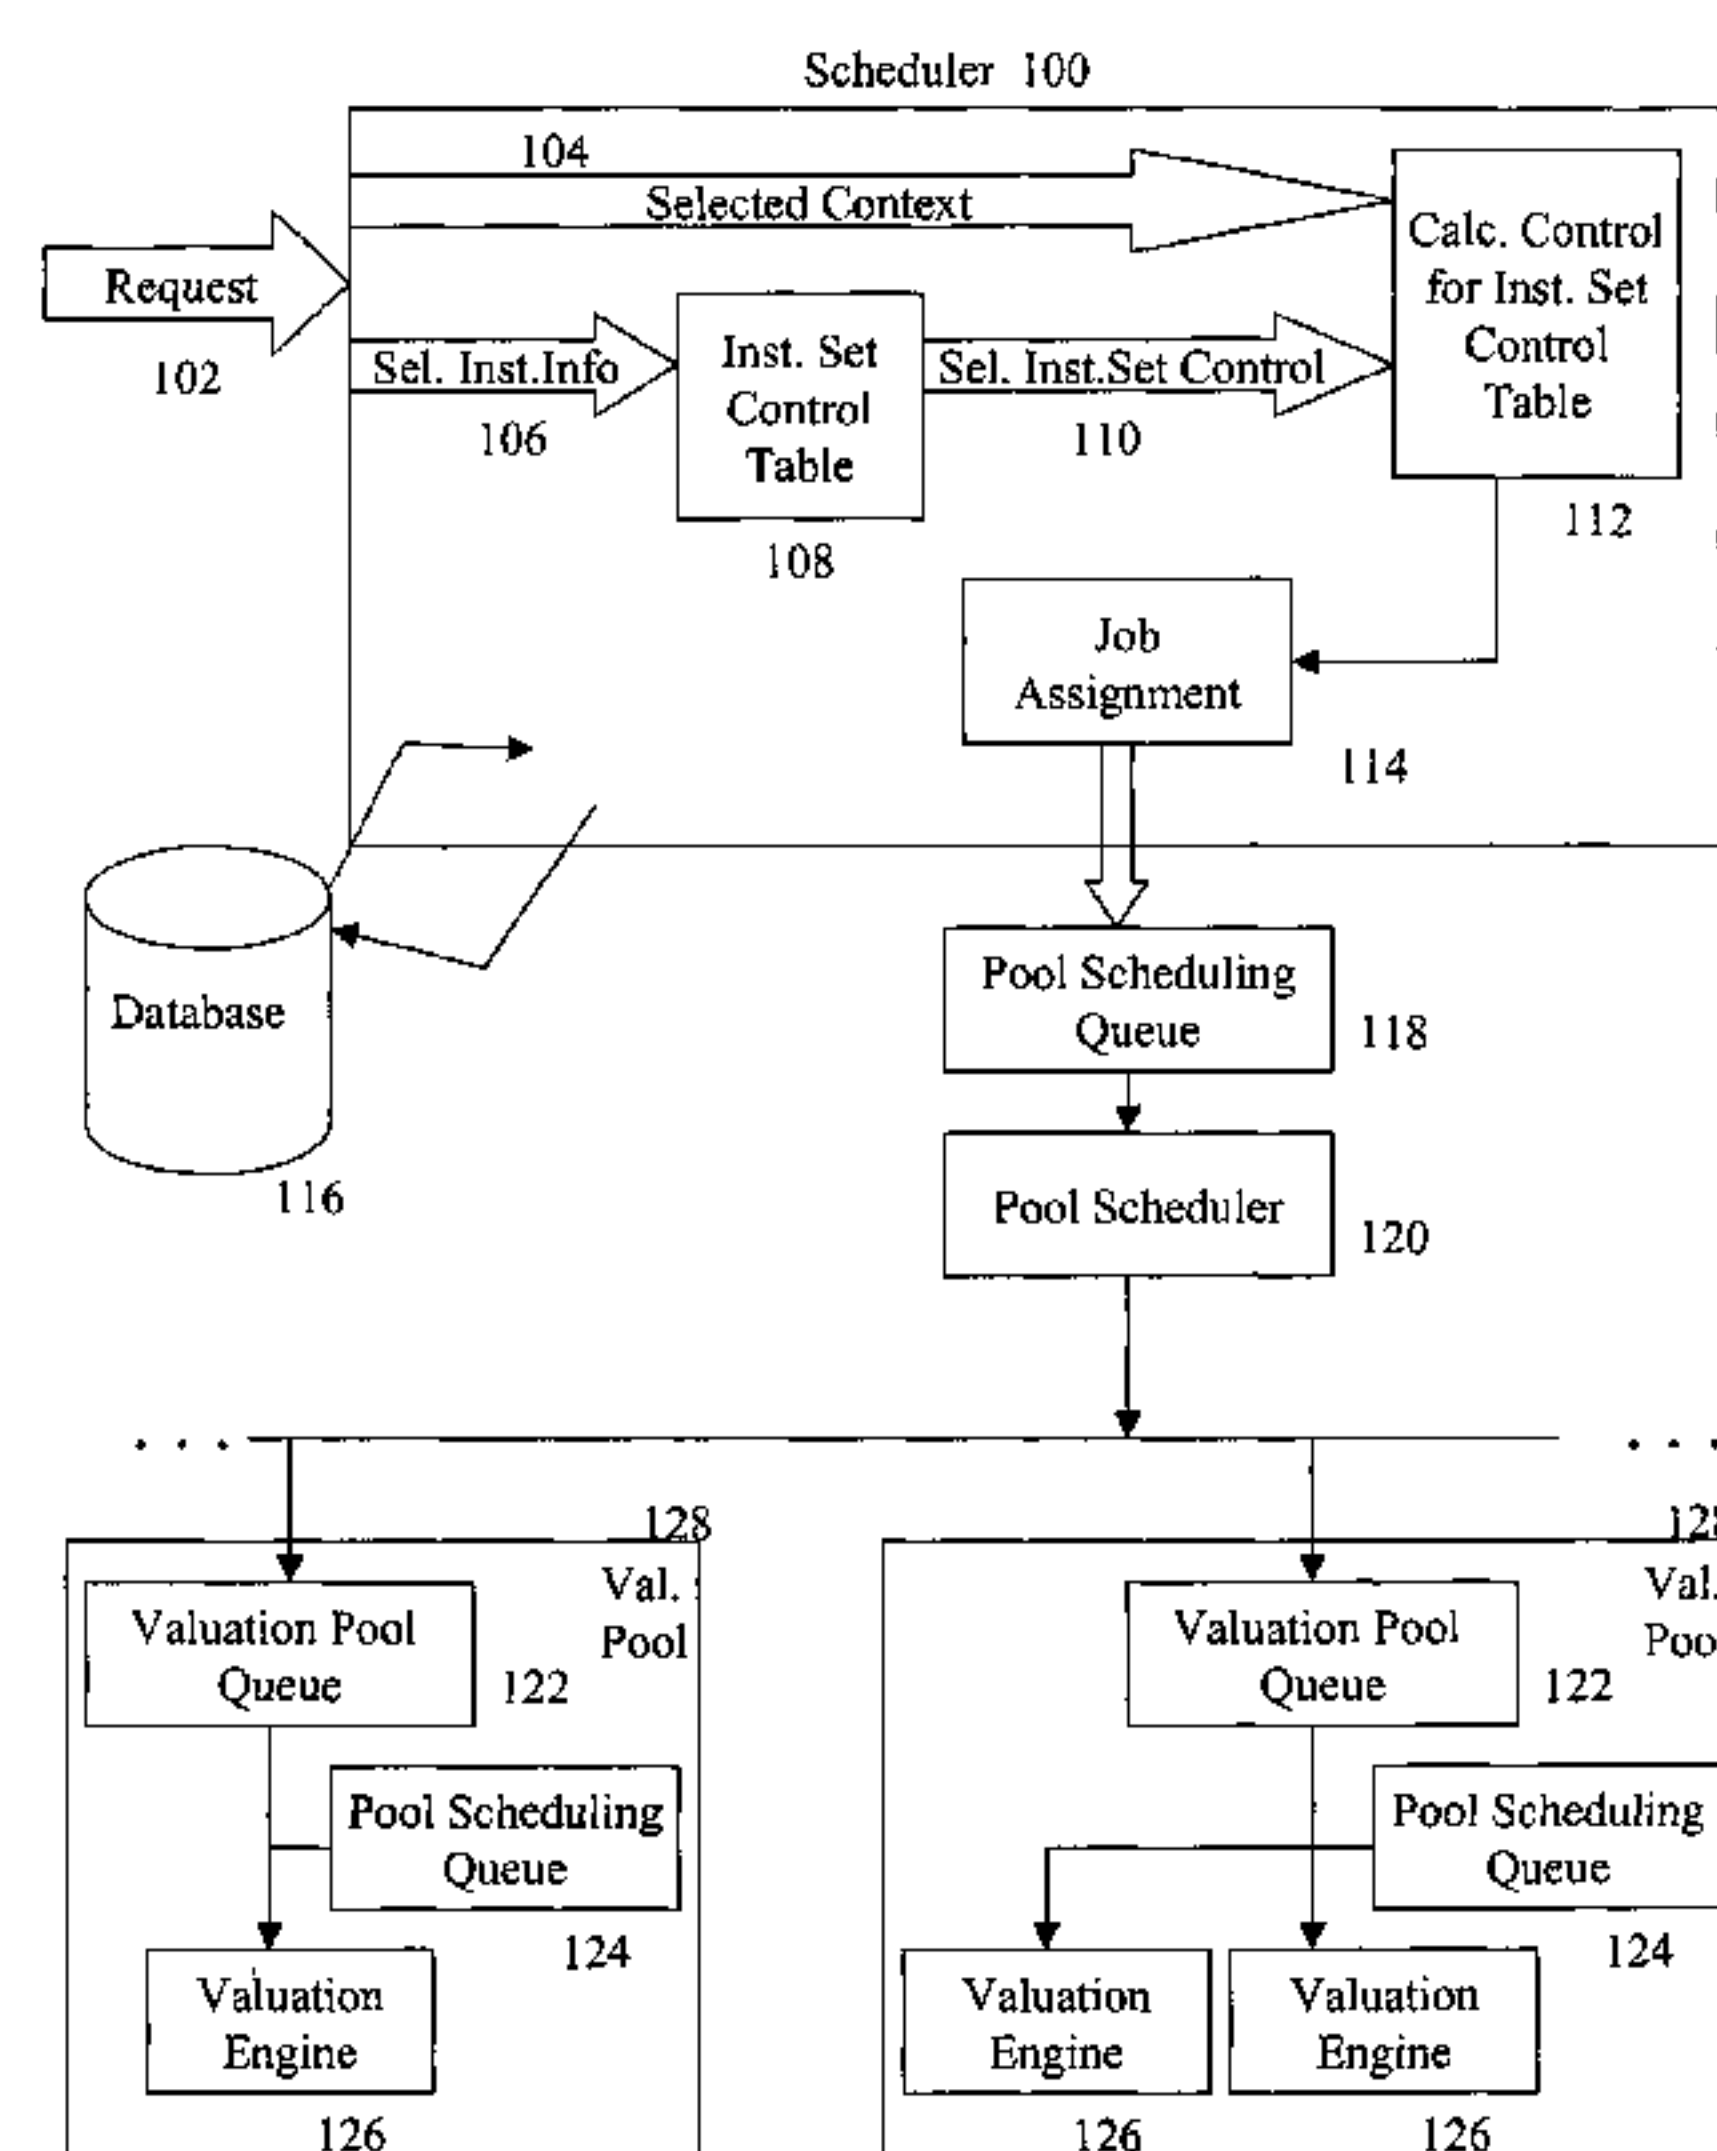 Scheduler 100
104
Selected Context
Request
102
Sel. Inst.Info
106
Inst. Set
Control
Table
108
Sel. Inst.Set Control
110
Calc. Control
for Inst. Set
Control
Table
112
Job
Assignment
114
Database
116
Pool Scheduling
Queue
118
Pool Scheduler
120
. . .
. . .
128
Val.
Pool
Valuation Pool
Queue
122
Pool Scheduling
Queue
124
Valuation
Engine
126
Val.
Valuation Pool
Queue
122
Pool Scheduling
Queue
124
Valuation
Engine
126
Valuation
Engine
126